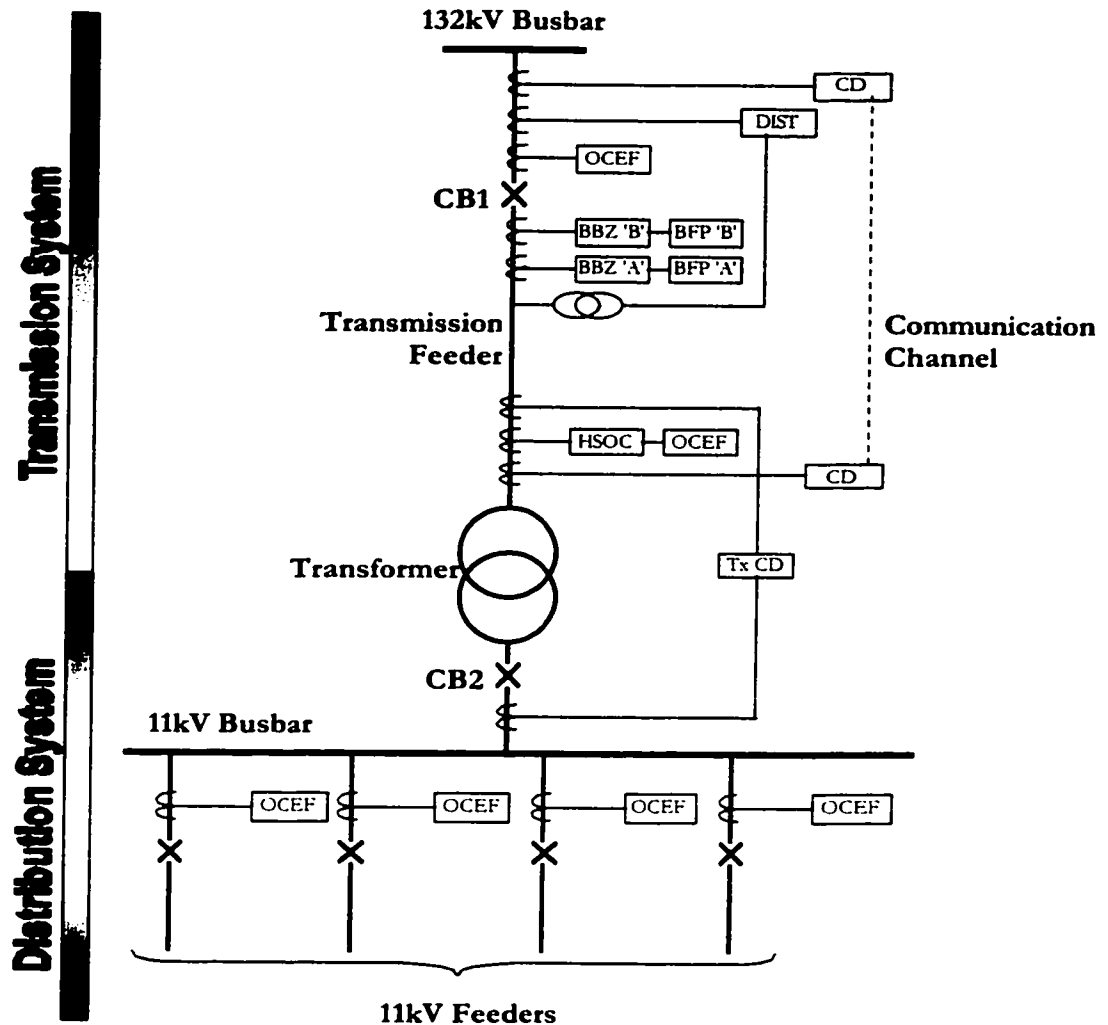 132kV Busbar
CD
DIST
OCEF
CB1
BBZ 'B'
BFP 'B'
BBZ 'A'
BFP 'A'
Transmission
Feeder
Communication
Channel
HSOC
OCEF
CD
Transformer
Tx CD
CB2
11kV Busbar
OCEF
OCEF
OCEF
OCEF
11kV Feeders
Transmission System
Distribution System